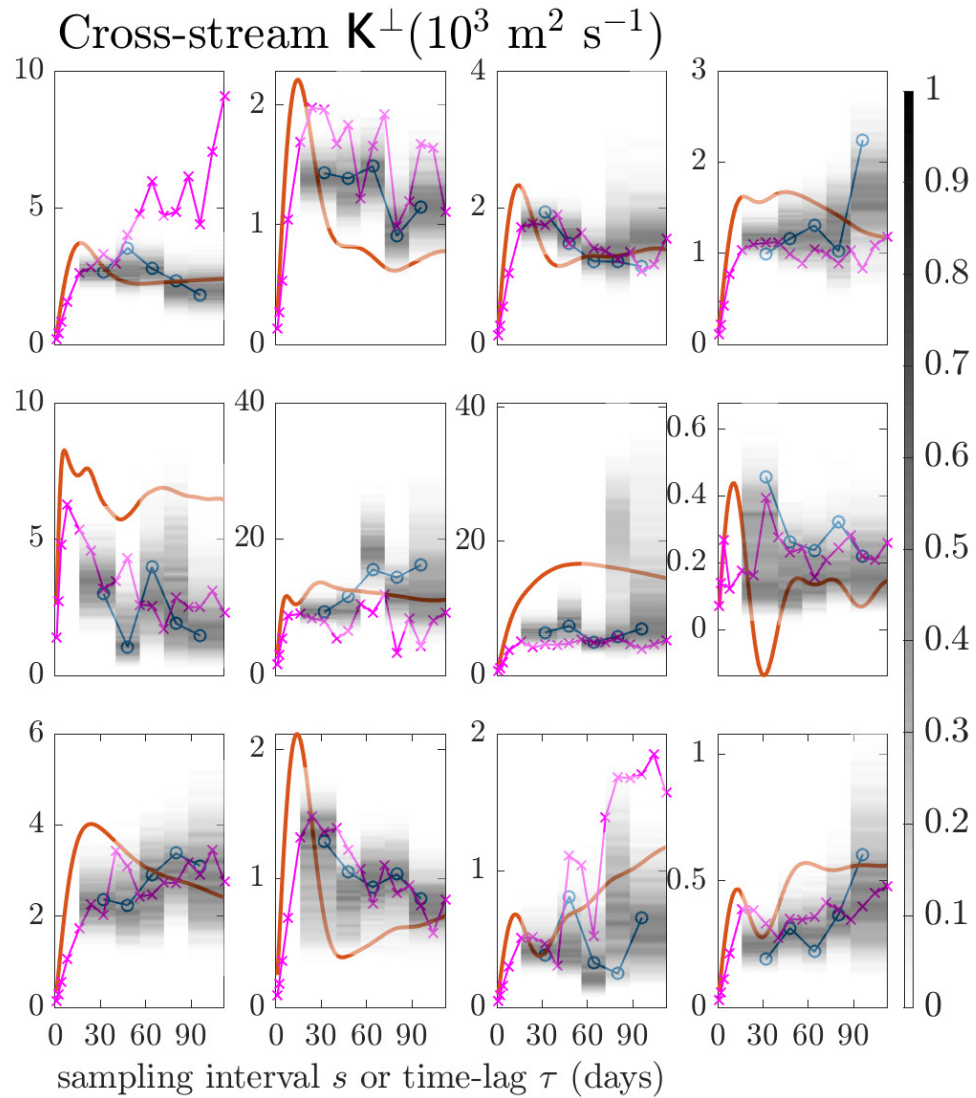 Cross-stream K⊥(10³ m² s⁻¹)
10 5 0
2 1 0
4 2 0
3 2 1 0
1 0.9 0.8 0.7 0.6 0.5 0.4 0.3 0.2 0.1 0
10 5 0
40 20 0
40 20 0
0.6 0.4 0.2 0
6 4 2 0
2 1 0
2 1 0
1 0.5 0
0 30 60 90 0 30 60 90 0 30 60 90 0 30 60 90
sampling interval s or time-lag τ (days)